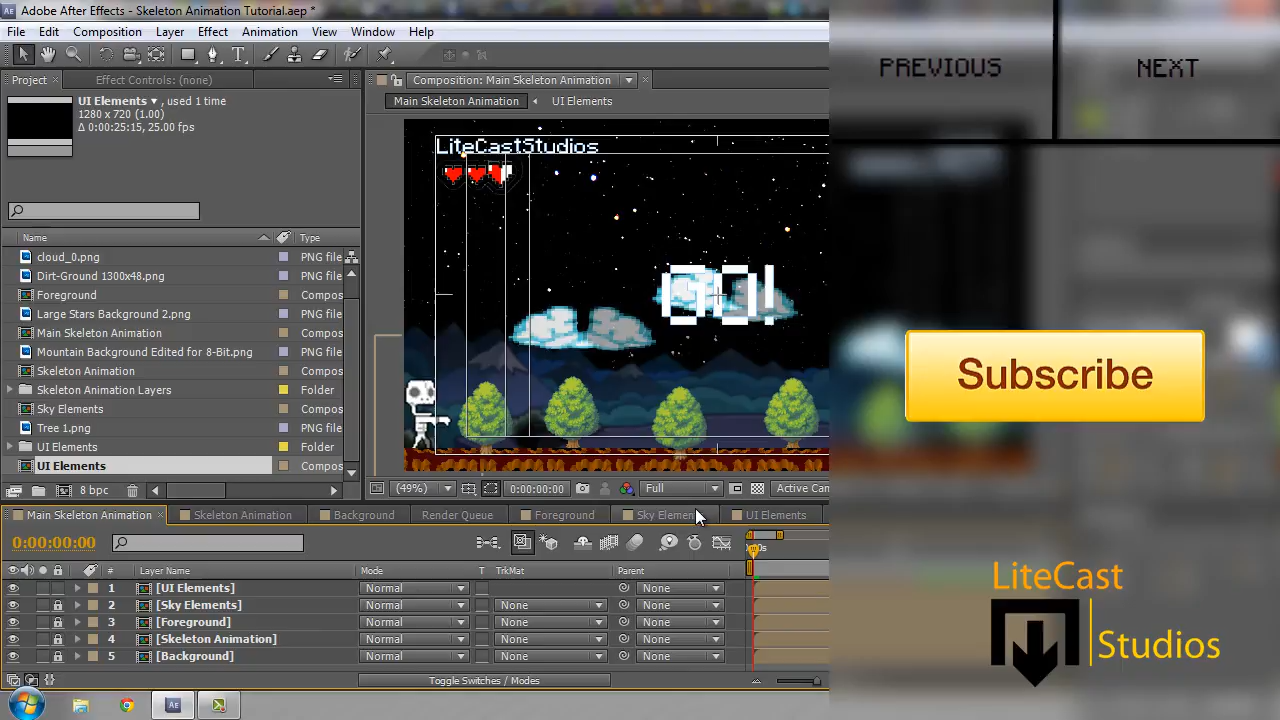 Adobe After Effects - Skeleton Animation Tutorial.aep *
File Edit Composition Layer Effect Animation View Window Help
Project Effect Controls: (none)
Composition: Main Skeleton Animation
UI Elements , used 1 time
1280 x 720 (1.00)
Δ 0:00:25:15, 25.00 fps
Main Skeleton Animation UI Elements
LiteCastStudios
GO!
Name Type
cloud_0.png PNG file
Dirt-Ground 1300x48.png PNG file
Foreground Compos
Large Stars Background 2.png PNG file
Main Skeleton Animation Compos
Mountain Background Edited for 8-Bit.png PNG file
Skeleton Animation Compos
Skeleton Animation Layers Folder
Sky Elements Compos
Tree 1.png PNG file
UI Elements Folder
UI Elements Compos
8 bpc
(49%) 0:00:00:00 Full Active Cam
Main Skeleton Animation Skeleton Animation Background Render Queue Foreground Sky Elemen UI Elements
0:00:00:00
# Layer Name Mode T TrkMat Parent
1 [UI Elements] Normal None
2 [Sky Elements] Normal None None
3 [Foreground] Normal None None
4 [Skeleton Animation] Normal None None
5 [Background] Normal None None
Toggle Switches / Modes
PREVIOUS NEXT
Subscribe
LiteCast
Studios